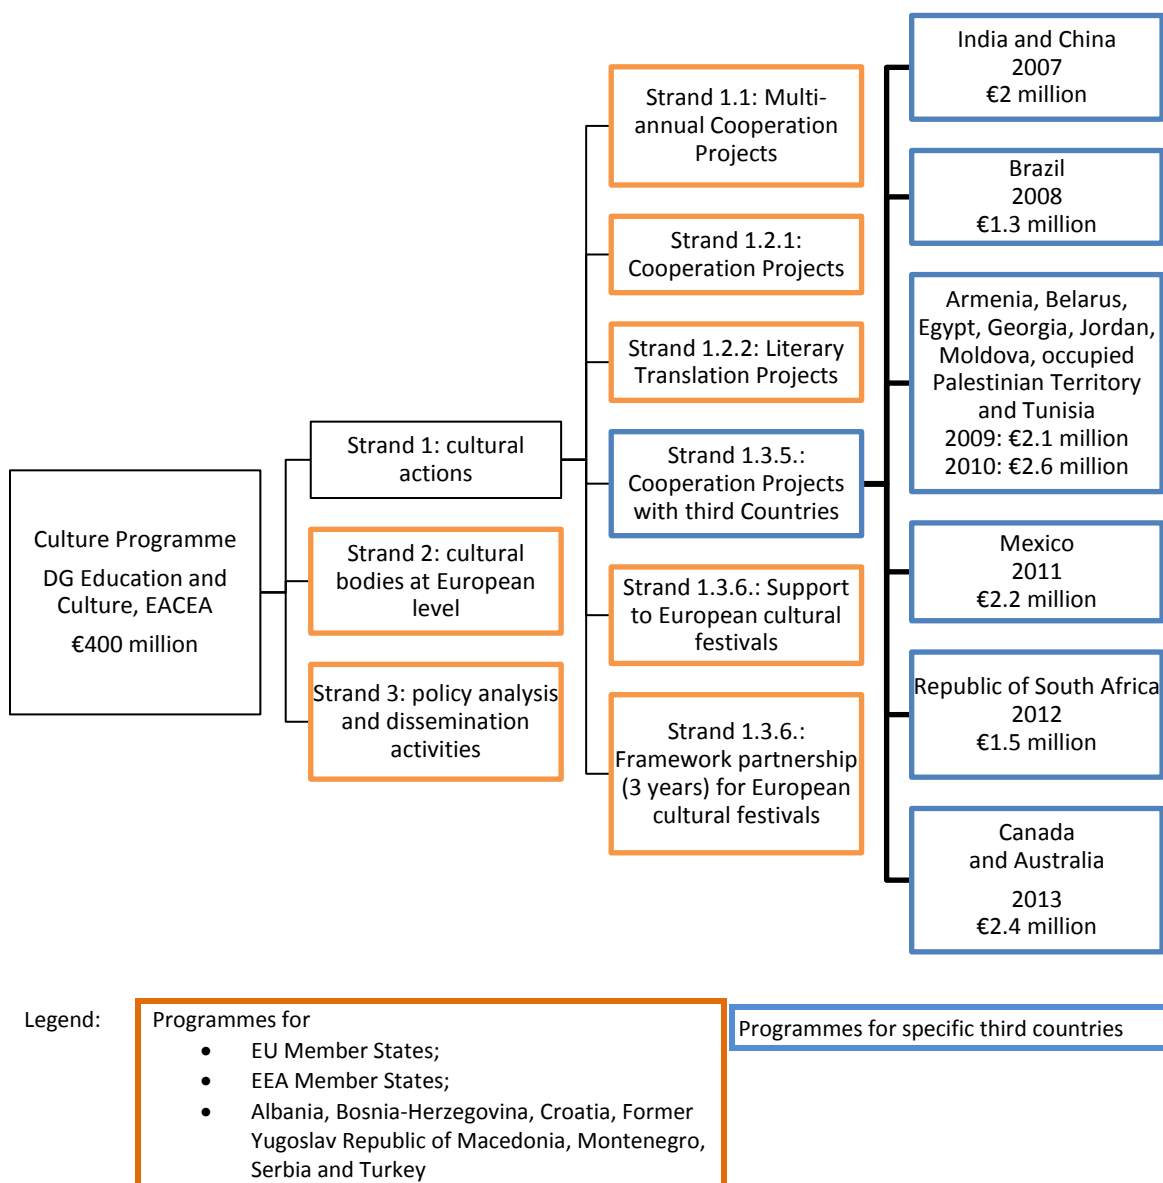 Culture Programme
DG Education and
Culture, EACEA
€400 million
Strand 1: cultural
actions
Strand 2: cultural
bodies at European
level
Strand 3: policy analysis
and dissemination
activities
Strand 1.1: Multi-
annual Cooperation
Projects
Strand 1.2.1:
Cooperation Projects
Strand 1.2.2: Literary
Translation Projects
Strand 1.3.5.:
Cooperation Projects
with third Countries
Strand 1.3.6.: Support
to European cultural
festivals
Strand 1.3.6.:
Framework partnership
(3 years) for European
cultural festivals
India and China
2007
€2 million
Brazil
2008
€1.3 million
Armenia, Belarus,
Egypt, Georgia, Jordan,
Moldova, occupied
Palestinian Territory
and Tunisia
2009: €2.1 million
2010: €2.6 million
Mexico
2011
€2.2 million
Republic of South Africa
2012
€1.5 million
Canada
and Australia
2013
€2.4 million
Legend:
Programmes for
• EU Member States;
• EEA Member States;
• Albania, Bosnia-Herzegovina, Croatia, Former
Yugoslav Republic of Macedonia, Montenegro,
Serbia and Turkey
Programmes for specific third countries